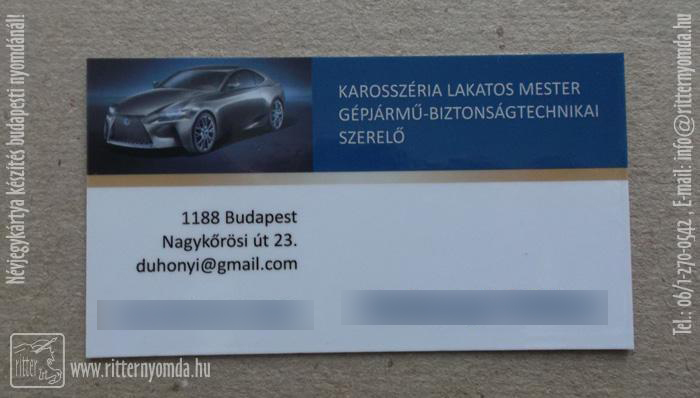 KAROSSZÉRIA LAKATOS MESTER
GÉPJÁRMŰ-BIZTONSÁGTECHNIKAI
SZERELŐ
1188 Budapest
Nagykőrösi út 23.
duhonyi@gmail.com
Névjegykártya készítés budapesti nyomdánál!
Tel.: 06/1-270-0542 E-mail: info@ritternyomda.hu
ritter
www.ritternyomda.hu